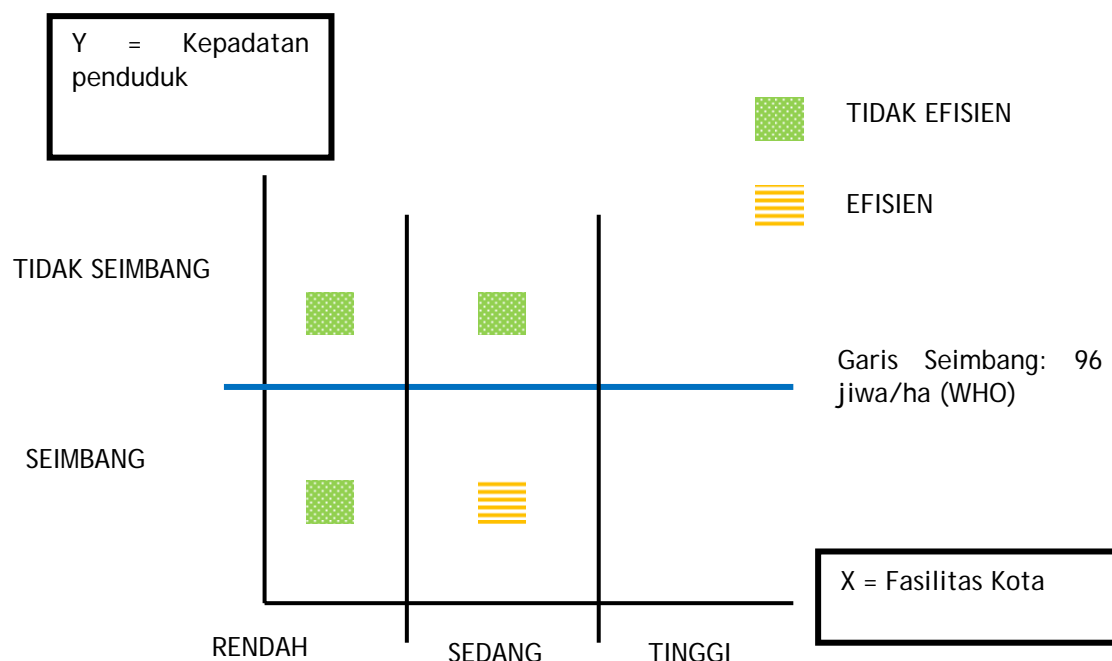 Y = Kepadatan
penduduk
TIDAK EFISIEN
EFISIEN
TIDAK SEIMBANG
Garis Seimbang: 96
jiwa/ha (WHO)
SEIMBANG
X = Fasilitas Kota
RENDAH
SEDANG
TINGGI